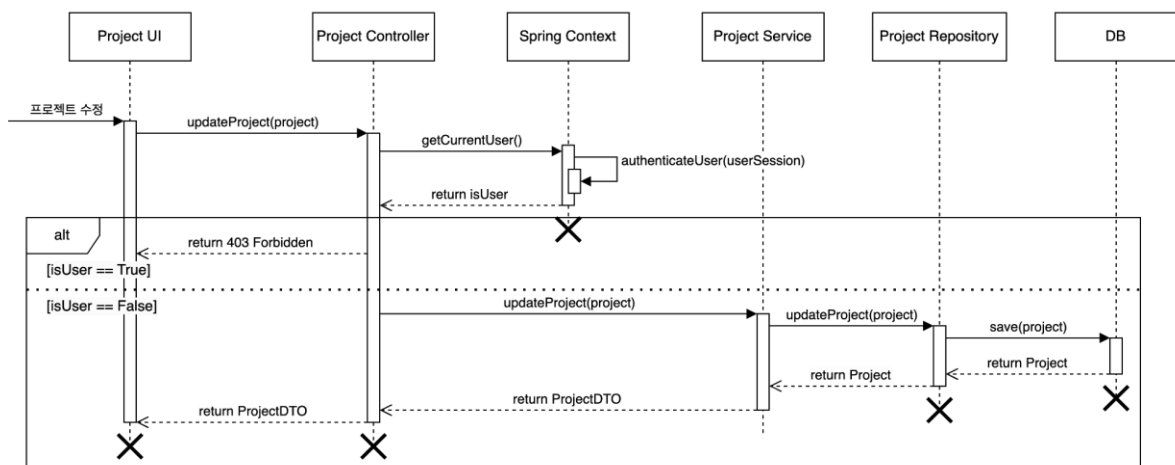 Project UI
Project Controller
Spring Context
Project Service
Project Repository
DB
프로젝트 수정
updateProject(project)
getCurrentUser()
authenticateUser(userSession)
return isUser
alt
return 403 Forbidden
[isUser == True]
[isUser == False]
updateProject(project)
updateProject(project)
save(project)
return Project
return Project
return ProjectDTO
return ProjectDTO